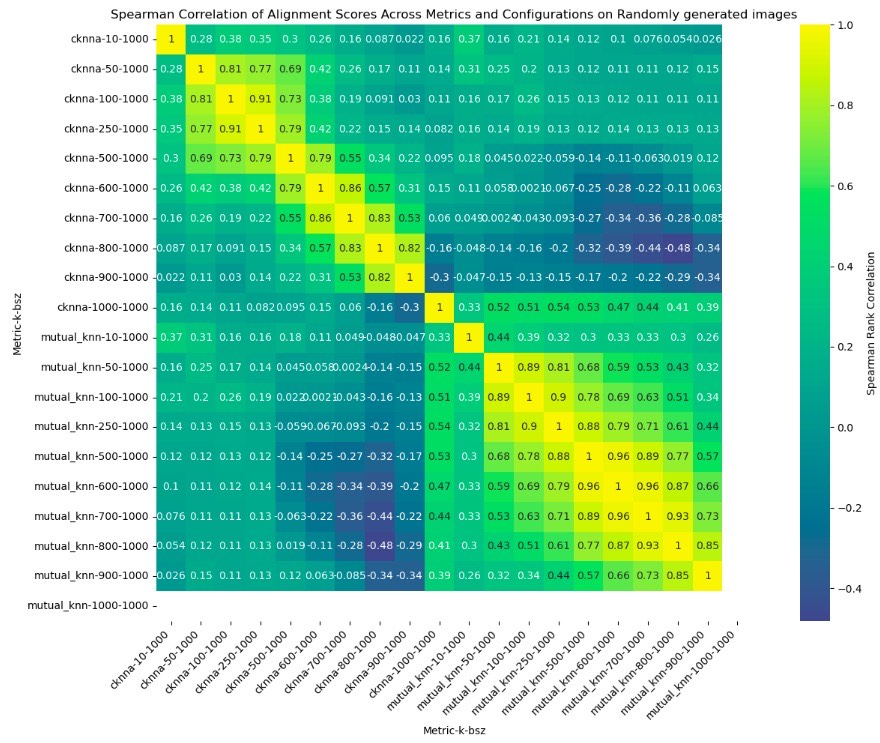 Spearman Correlation of Alignment Scores Across Metrics and Configurations on Randomly generated images
cknna-10-1000 1 0.28 0.38 0.35 0.3 0.26 0.16 0.087 0.022 0.16 0.37 0.16 0.21 0.14 0.12 0.1 0.076 0.054 0.026
cknna-50-1000 0.28 1 0.81 0.77 0.69 0.42 0.26 0.17 0.11 0.14 0.31 0.25 0.2 0.13 0.12 0.11 0.11 0.12 0.15
cknna-100-1000 0.38 0.81 1 0.91 0.73 0.38 0.19 0.091 0.03 0.11 0.16 0.17 0.26 0.15 0.13 0.12 0.11 0.11 0.11
cknna-250-1000 0.35 0.77 0.91 1 0.79 0.42 0.22 0.15 0.14 0.082 0.16 0.14 0.19 0.13 0.12 0.14 0.13 0.13 0.13
cknna-500-1000 0.3 0.69 0.73 0.79 1 0.79 0.55 0.34 0.22 0.095 0.18 0.045 0.022 -0.059 -0.14 -0.11 -0.063 0.019 0.12
cknna-600-1000 0.26 0.42 0.38 0.42 0.79 1 0.86 0.57 0.31 0.15 0.11 0.058 0.0021 -0.067 -0.25 -0.28 -0.22 -0.11 0.063
cknna-700-1000 0.16 0.26 0.19 0.22 0.55 0.86 1 0.83 0.53 0.06 0.049 0.0024 -0.043 -0.093 -0.27 -0.34 -0.36 -0.28 -0.085
cknna-800-1000 0.087 0.17 0.091 0.15 0.34 0.57 0.83 1 0.82 -0.16 -0.048 -0.14 -0.16 -0.2 -0.32 -0.39 -0.44 -0.48 -0.34
cknna-900-1000 0.022 0.11 0.03 0.14 0.22 0.31 0.53 0.82 1 -0.3 -0.047 -0.15 -0.13 -0.15 -0.17 -0.2 -0.22 -0.29 -0.34
cknna-1000-1000 0.16 0.14 0.11 0.082 0.095 0.15 0.06 -0.16 -0.3 1 0.33 0.52 0.51 0.54 0.53 0.47 0.44 0.41 0.39
mutual_knn-10-1000 0.37 0.31 0.16 0.16 0.18 0.11 0.049 -0.048 -0.047 0.33 1 0.44 0.39 0.32 0.3 0.33 0.33 0.3 0.26
mutual_knn-50-1000 0.16 0.25 0.17 0.14 0.045 0.058 0.0024 -0.14 -0.15 0.52 0.44 1 0.89 0.81 0.68 0.59 0.53 0.43 0.32
mutual_knn-100-1000 0.21 0.2 0.26 0.19 0.022 0.0021 -0.043 -0.16 -0.13 0.51 0.39 0.89 1 0.9 0.78 0.69 0.63 0.51 0.34
mutual_knn-250-1000 0.14 0.13 0.15 0.13 -0.059 -0.067 -0.093 -0.2 -0.15 0.54 0.32 0.81 0.9 1 0.88 0.79 0.71 0.61 0.44
mutual_knn-500-1000 0.12 0.12 0.13 0.12 -0.14 -0.25 -0.27 -0.32 -0.17 0.53 0.3 0.68 0.78 0.88 1 0.96 0.89 0.77 0.57
mutual_knn-600-1000 0.1 0.11 0.12 0.14 -0.11 -0.28 -0.34 -0.39 -0.2 0.47 0.33 0.59 0.69 0.79 0.96 1 0.96 0.87 0.66
mutual_knn-700-1000 0.076 0.11 0.11 0.13 -0.063 -0.22 -0.36 -0.44 -0.22 0.44 0.33 0.53 0.63 0.71 0.89 0.96 1 0.93 0.73
mutual_knn-800-1000 0.054 0.12 0.11 0.13 0.019 -0.11 -0.28 -0.48 -0.29 0.41 0.3 0.43 0.51 0.61 0.77 0.87 0.93 1 0.85
mutual_knn-900-1000 0.026 0.15 0.11 0.13 0.12 0.063 -0.085 -0.34 -0.34 0.39 0.26 0.32 0.34 0.44 0.57 0.66 0.73 0.85 1
mutual_knn-1000-1000
Metric-k-bsz
cknna-10-1000
cknna-50-1000
cknna-100-1000
cknna-250-1000
cknna-500-1000
cknna-600-1000
cknna-700-1000
cknna-800-1000
cknna-900-1000
cknna-1000-1000
mutual_knn-10-1000
mutual_knn-50-1000
mutual_knn-100-1000
mutual_knn-250-1000
mutual_knn-500-1000
mutual_knn-600-1000
mutual_knn-700-1000
mutual_knn-800-1000
mutual_knn-900-1000
mutual_knn-1000-1000
Metric-k-bsz
1.0
0.8
0.6
0.4
0.2
0.0
−0.2
−0.4
Spearman Rank Correlation